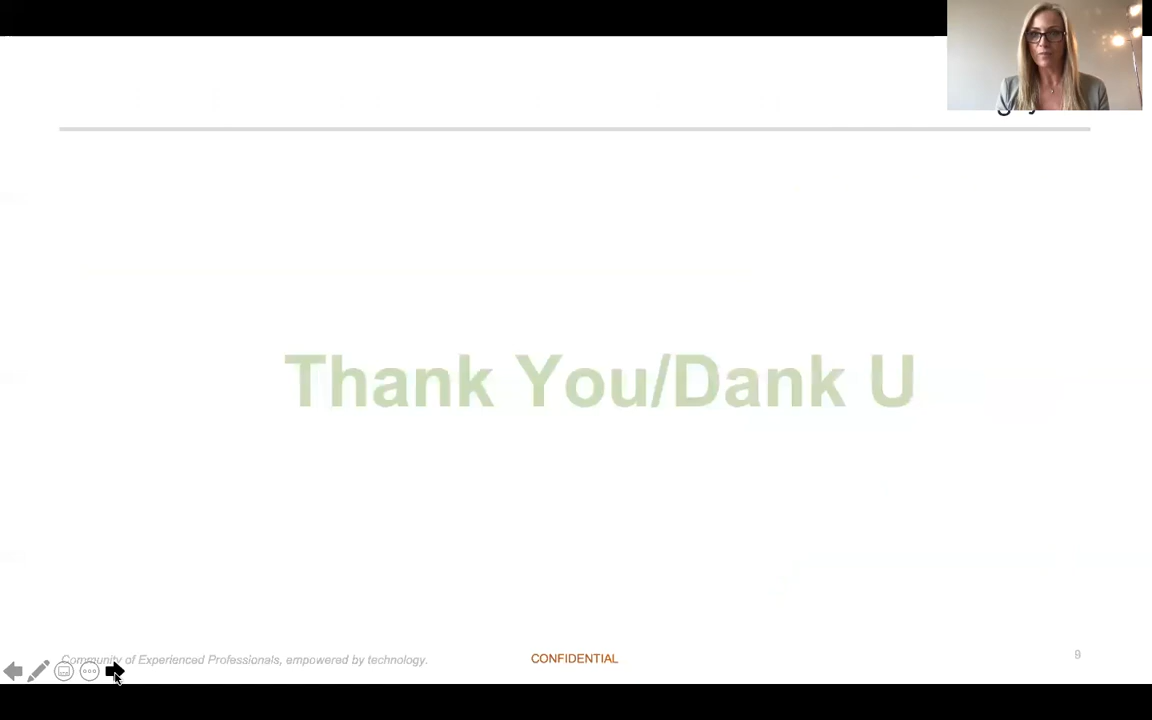 Thank You/Dank U
Community of Experienced Professionals, empowered by technology.
CONFIDENTIAL
9